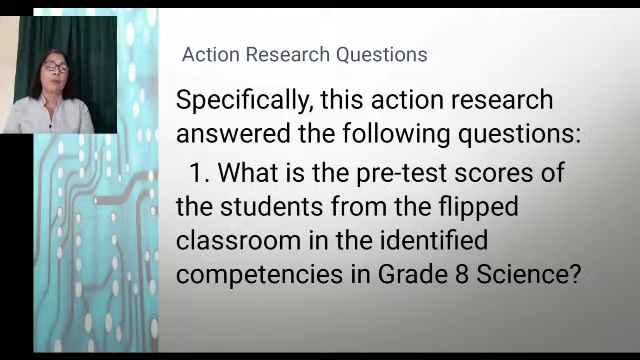 Action Research Questions
Specifically, this action research
answered the following questions:
1. What is the pre-test scores of
the students from the flipped
classroom in the identified
competencies in Grade 8 Science?